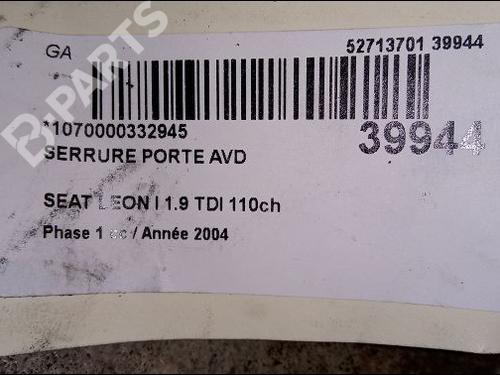 GA
52713701 39944
B-PARTS
*1070000332945
39944
SERRURE PORTE AVD
SEAT LEON I 1.9 TDI 110ch
Phase 1 cc / Année 2004